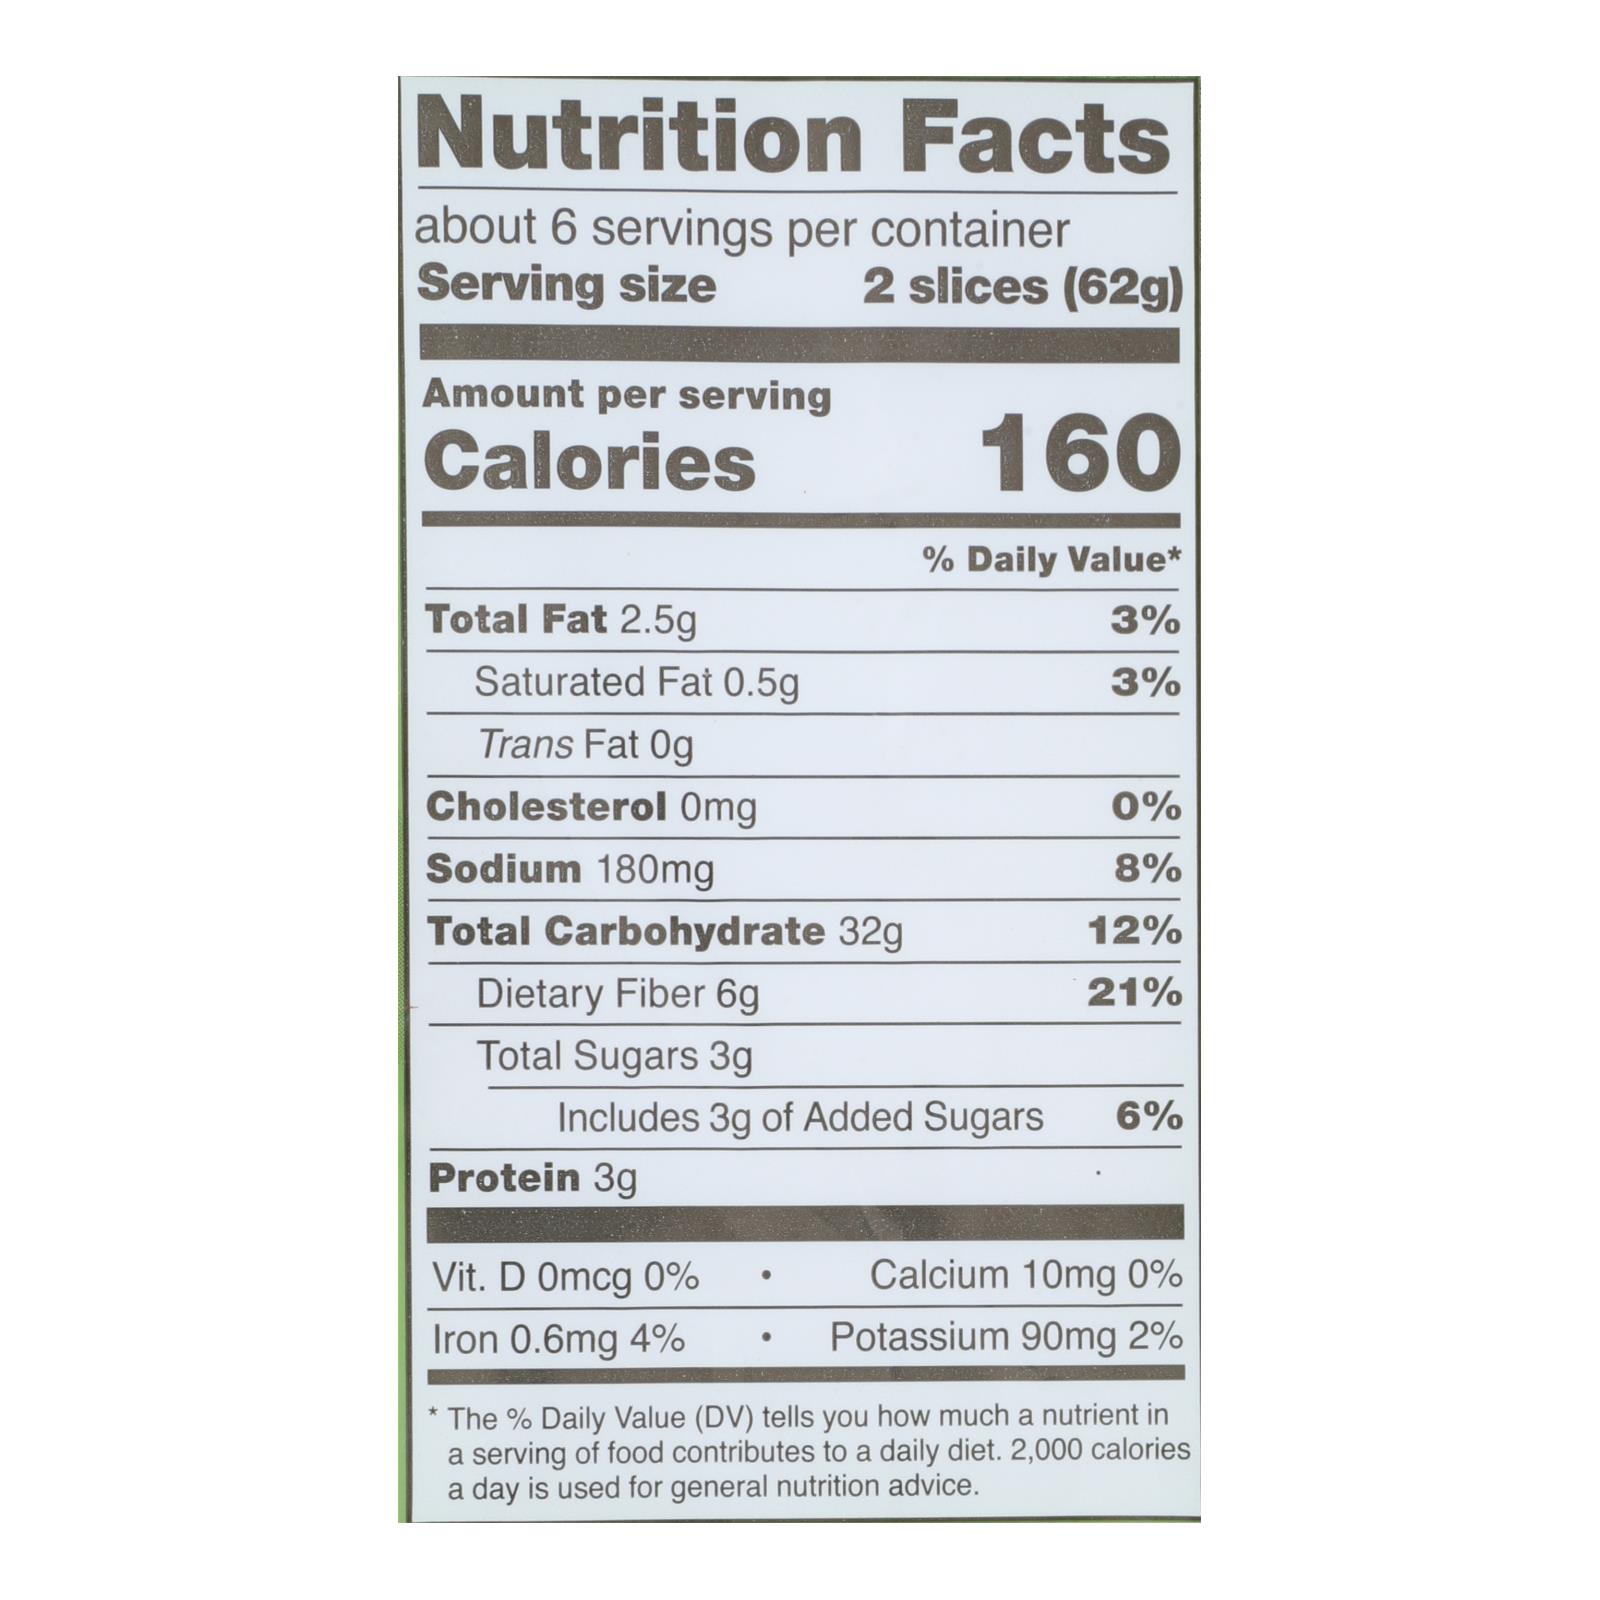 Nutrition Facts
about 6 servings per container
Serving size 2 slices (62g)
Amount per serving
Calories 160
% Daily Value*
Total Fat 2.5g 3%
Saturated Fat 0.5g 3%
Trans Fat 0g
Cholesterol 0mg 0%
Sodium 180mg 8%
Total Carbohydrate 32g 12%
Dietary Fiber 6g 21%
Total Sugars 3g
Includes 3g of Added Sugars 6%
Protein 3g
Vit. D 0mcg 0% • Calcium 10mg 0%
Iron 0.6mg 4% • Potassium 90mg 2%
* The % Daily Value (DV) tells you how much a nutrient in
a serving of food contributes to a daily diet. 2,000 calories
a day is used for general nutrition advice.